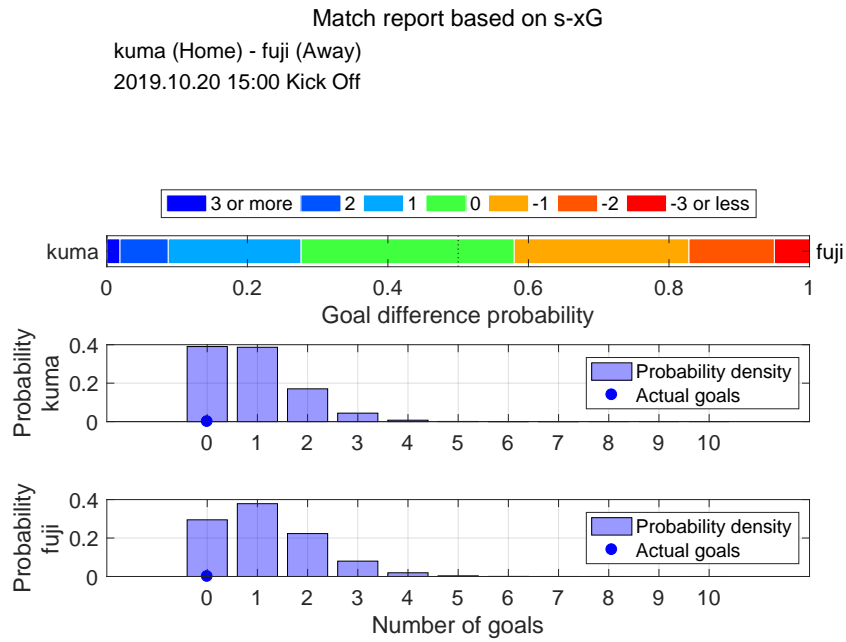 Match report based on s-xG
kuma (Home) - fuji (Away)
2019.10.20 15:00 Kick Off
3 or more 2 1 0 -1 -2 -3 or less
kuma fuji
0 0.2 0.4 0.6 0.8 1
Goal difference probability
Probability
kuma
0.4
0.2
0
Probability density
Actual goals
0 1 2 3 4 5 6 7 8 9 10
Probability
fuji
0.4
0.2
0
Probability density
Actual goals
0 1 2 3 4 5 6 7 8 9 10
Number of goals